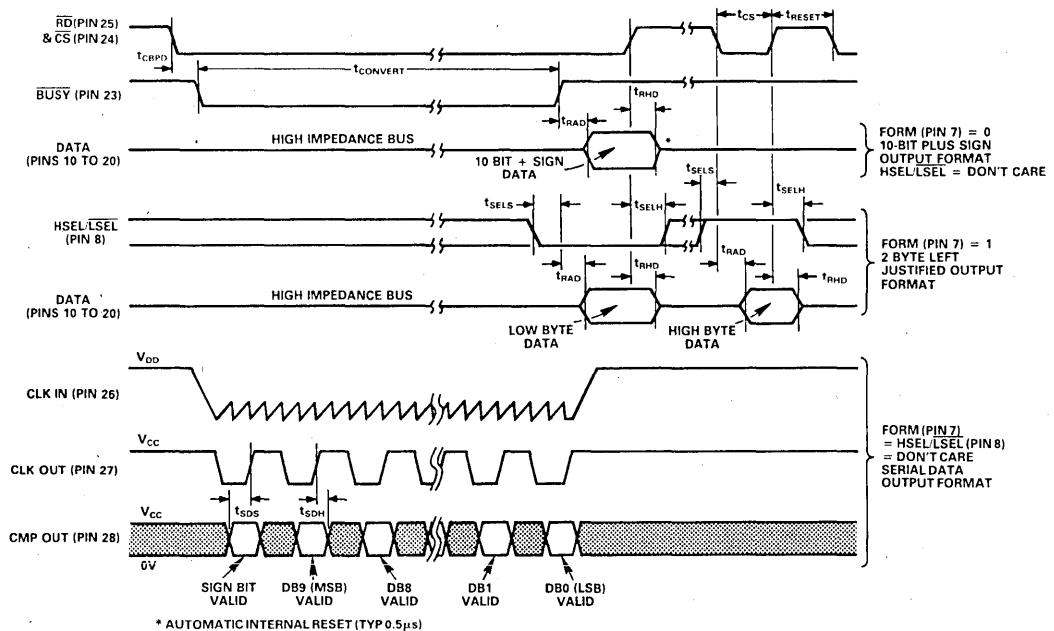 RD(PIN 25)
& CS (PIN 24)
tCBPD
tCONVERT
tCS
tRESET
BUSY (PIN 23)
tRHD
tRAD
DATA
(PINS 10 TO 20)
HIGH IMPEDANCE BUS
*
10 BIT + SIGN
DATA
FORM (PIN 7) = 0
10-BIT PLUS SIGN
OUTPUT FORMAT
HSEL/LSEL = DON'T CARE
tSELS
tSELH
tSELS
tSELH
HSEL/LSEL
(PIN 8)
tRAD
tRHD
tRAD
tRHD
FORM (PIN 7) = 1
2 BYTE LEFT
JUSTIFIED OUTPUT
FORMAT
DATA
(PINS 10 TO 20)
HIGH IMPEDANCE BUS
LOW BYTE
DATA
HIGH BYTE
DATA
VDD
CLK IN (PIN 26)
VCC
CLK OUT (PIN 27)
FORM (PIN 7)
= HSEL/LSEL (PIN 8)
= DON'T CARE
SERIAL DATA
OUTPUT FORMAT
tSDS
tSDH
VCC
CMP OUT (PIN 28)
0V
SIGN BIT
VALID
DB9 (MSB)
VALID
DB8
VALID
DB1
VALID
DB0 (LSB)
VALID
* AUTOMATIC INTERNAL RESET (TYP 0.5µs)